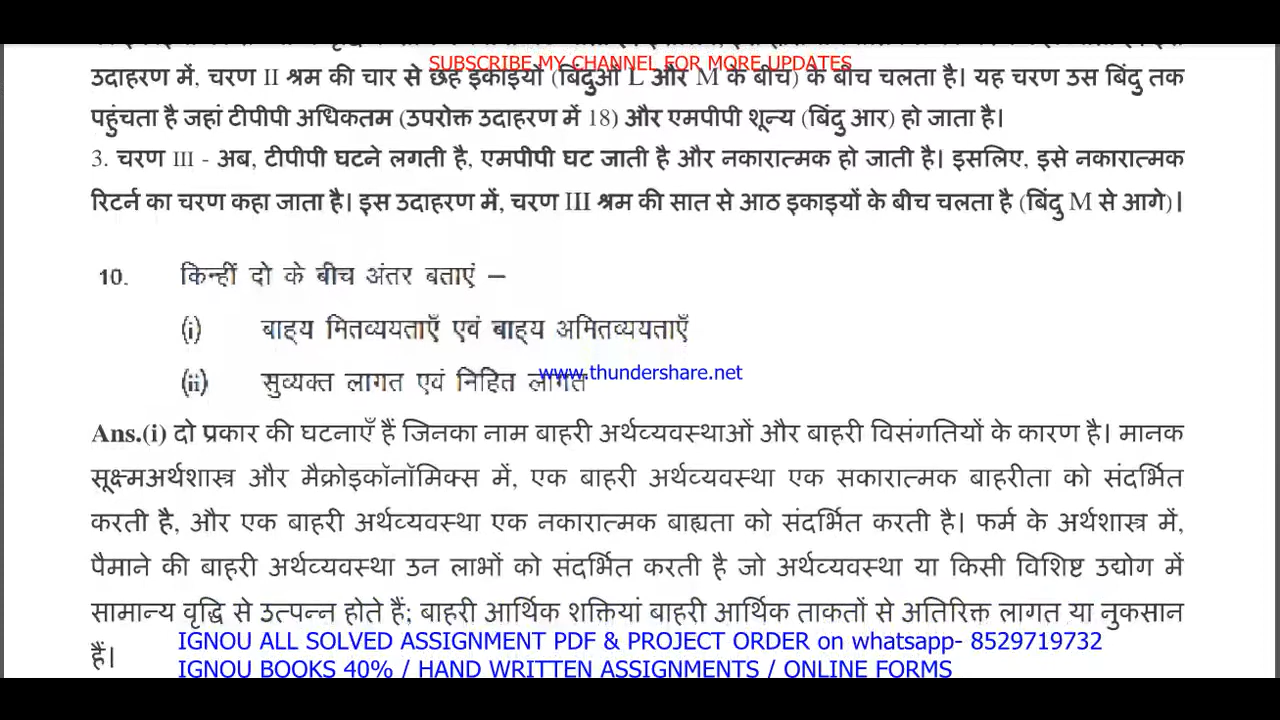 SUBSCRIBE MY CHANNEL FOR MORE UPDATES
उदाहरण में, चरण II श्रम की चार से छह इकाइयों (बिंदुओं L और M के बीच) के बीच चलता है। यह चरण उस बिंदु तक
पहुंचता है जहां टीपीपी अधिकतम (उपरोक्त उदाहरण में 18) और एमपीपी शून्य (बिंदु आर) हो जाता है।
3. चरण III - अब, टीपीपी घटने लगती है, एमपीपी घट जाती है और नकारात्मक हो जाती है। इसलिए, इसे नकारात्मक
रिटर्न का चरण कहा जाता है। इस उदाहरण में, चरण III श्रम की सात से आठ इकाइयों के बीच चलता है (बिंदु M से आगे)।
10. किन्हीं दो के बीच अंतर बताएं –
(i) बाह्य मितव्ययताएँ एवं बाह्य अमितव्ययताएँ
(ii) सुव्यक्त लागत एवं निहित लागत
www.thundershare.net
Ans.(i) दो प्रकार की घटनाएँ हैं जिनका नाम बाहरी अर्थव्यवस्थाओं और बाहरी विसंगतियों के कारण है। मानक
सूक्ष्मअर्थशास्त्र और मैक्रोइकॉनॉमिक्स में, एक बाहरी अर्थव्यवस्था एक सकारात्मक बाहरीता को संदर्भित
करती है, और एक बाहरी अर्थव्यवस्था एक नकारात्मक बाह्यता को संदर्भित करती है। फर्म के अर्थशास्त्र में,
पैमाने की बाहरी अर्थव्यवस्था उन लाभों को संदर्भित करती है जो अर्थव्यवस्था या किसी विशिष्ट उद्योग में
सामान्य वृद्धि से उत्पन्न होते हैं; बाहरी आर्थिक शक्तियां बाहरी आर्थिक ताकतों से अतिरिक्त लागत या नुकसान
हैं।
IGNOU ALL SOLVED ASSIGNMENT PDF & PROJECT ORDER on whatsapp- 8529719732
IGNOU BOOKS 40% / HAND WRITTEN ASSIGNMENTS / ONLINE FORMS